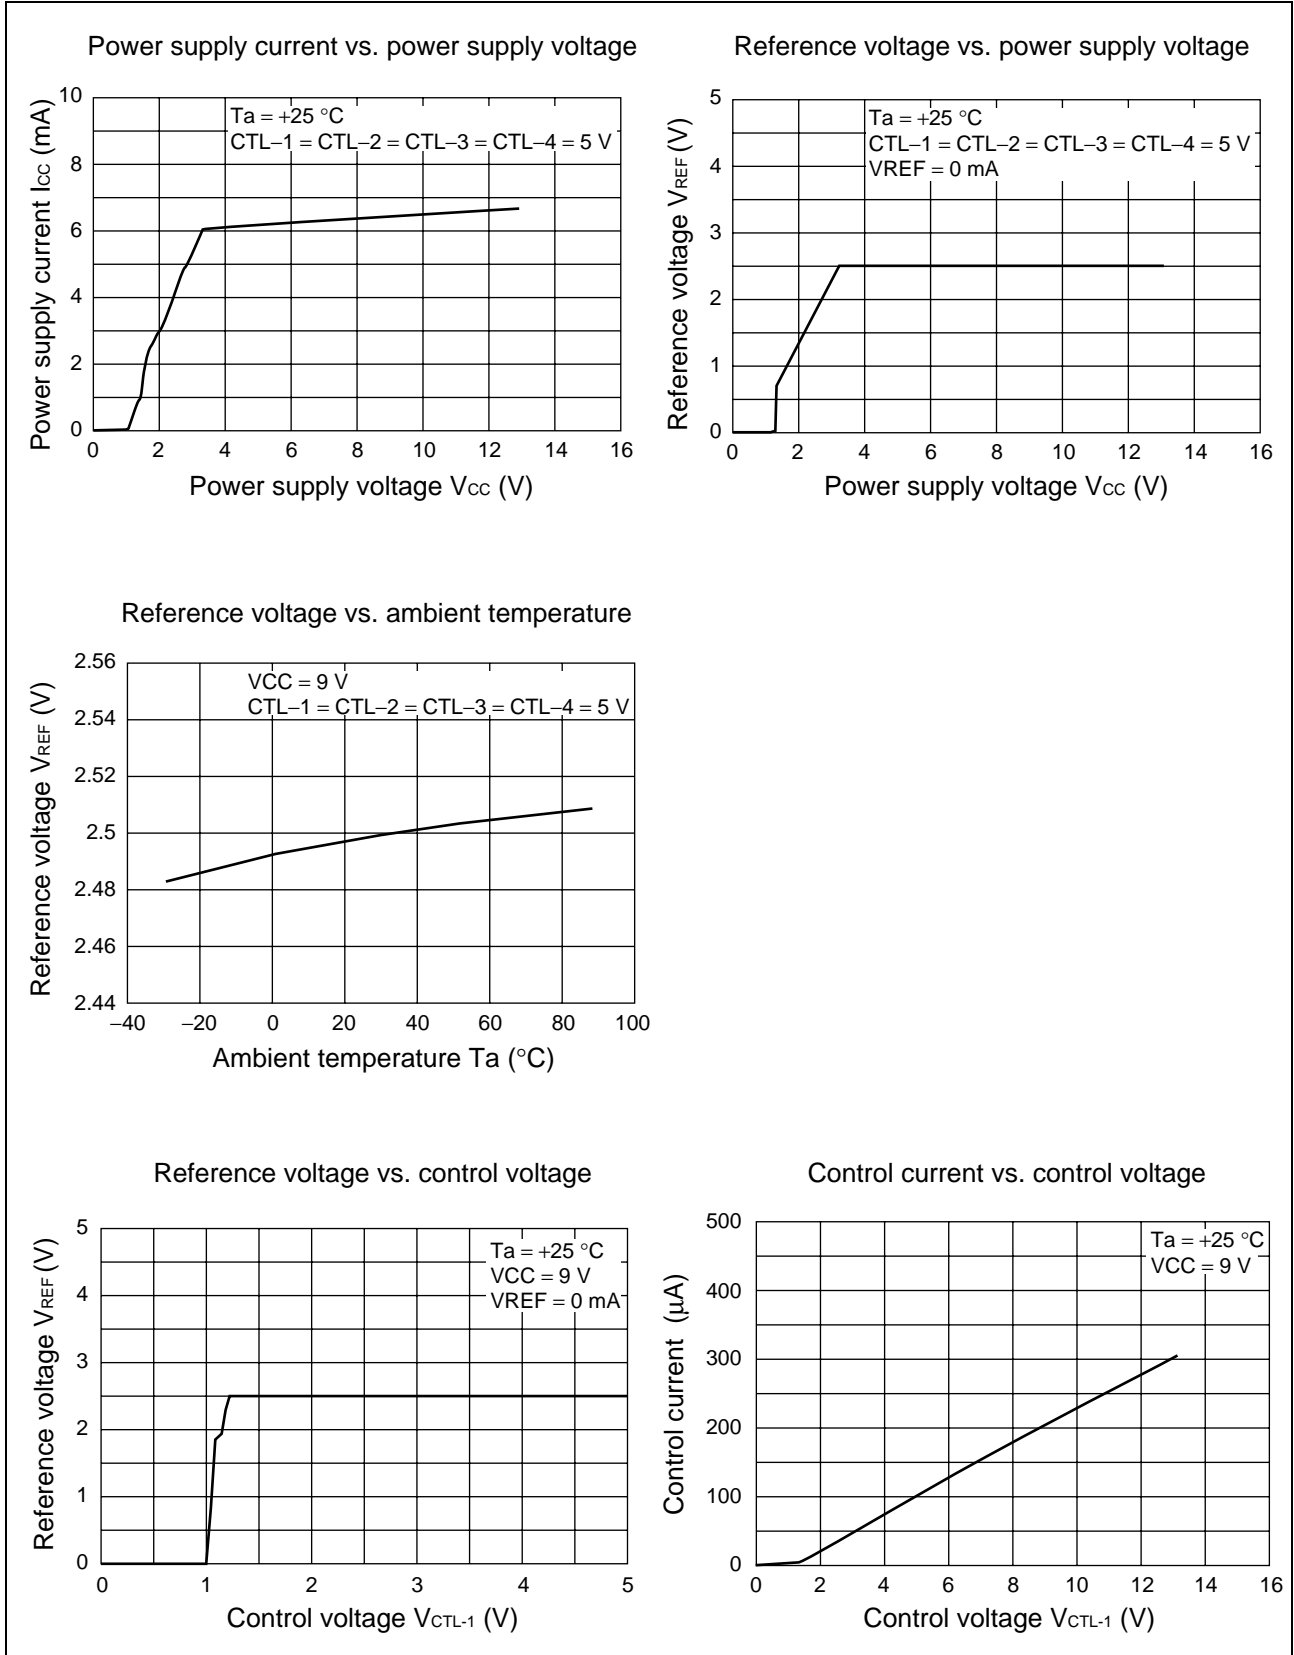 Power supply current vs. power supply voltage
Power supply current ICC (mA)
10
8
6
4
2
0
Ta = +25 °C
CTL–1 = CTL–2 = CTL–3 = CTL–4 = 5 V
0 2 4 6 8 10 12 14 16
Power supply voltage VCC (V)
Reference voltage vs. power supply voltage
Reference voltage VREF (V)
5
4
3
2
1
0
Ta = +25 °C
CTL–1 = CTL–2 = CTL–3 = CTL–4 = 5 V
VREF = 0 mA
0 2 4 6 8 10 12 14 16
Power supply voltage VCC (V)
Reference voltage vs. ambient temperature
Reference voltage VREF (V)
2.56
2.54
2.52
2.5
2.48
2.46
2.44
VCC = 9 V
CTL–1 = CTL–2 = CTL–3 = CTL–4 = 5 V
–40 –20 0 20 40 60 80 100
Ambient temperature Ta (°C)
Reference voltage vs. control voltage
Reference voltage VREF (V)
5
4
3
2
1
0
Ta = +25 °C
VCC = 9 V
VREF = 0 mA
0 1 2 3 4 5
Control voltage VCTL-1 (V)
Control current vs. control voltage
Control current (µA)
500
400
300
200
100
0
Ta = +25 °C
VCC = 9 V
0 2 4 6 8 10 12 14 16
Control voltage VCTL-1 (V)